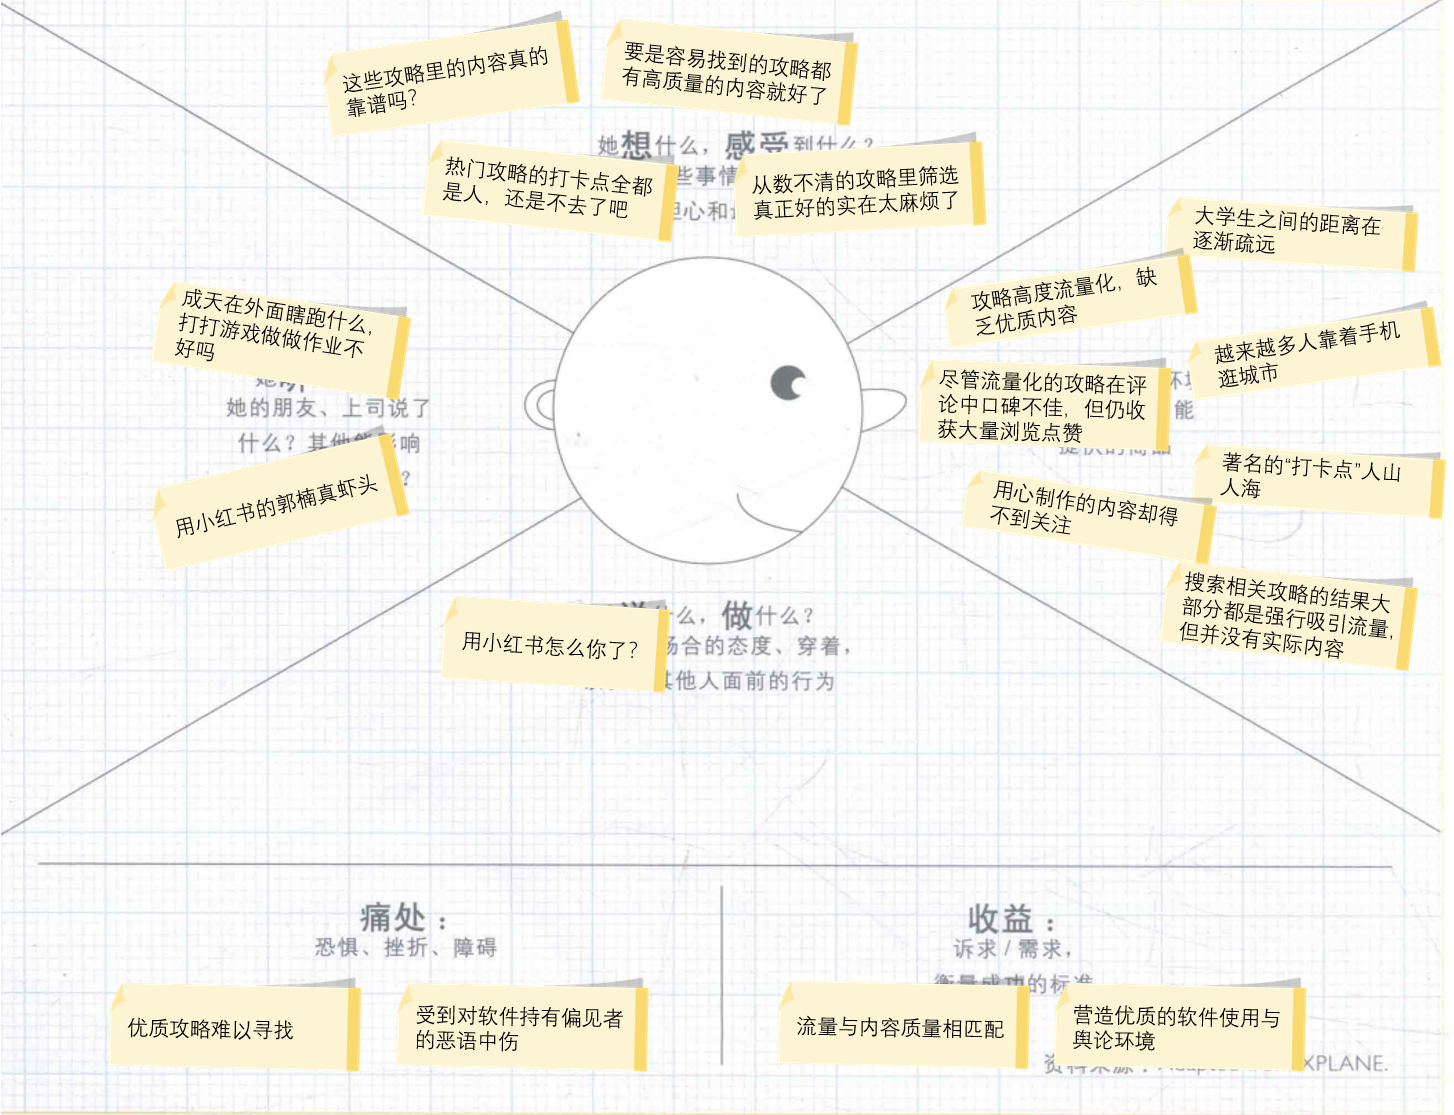 这些攻略里的内容真的
靠谱吗？
要是容易找到的攻略都
有高质量的内容就好了
她想什么，感受到什么？
热门攻略的打卡点全都
是人，还是不去了吧
些事情
从数不清的攻略里筛选
真正好的实在太麻烦了
担心和
大学生之间的距离在
逐渐疏远
攻略高度流量化，缺
乏优质内容
越来越多人靠着手机
逛城市
尽管流量化的攻略在评
论中口碑不佳，但仍收
获大量浏览点赞
能
著名的“打卡点”人山
人海
用心制作的内容却得
不到关注
搜索相关攻略的结果大
部分都是强行吸引流量，
但并没有实际内容
成天在外面瞎跑什么，
打打游戏做做作业不
好吗
她的朋友、上司说了
什么？其他能影响
？
用小红书的郭楠真虾头
什么，做什么？
场合的态度、穿着，
其他人面前的行为
用小红书怎么你了？
痛处：
恐惧、挫折、障碍
优质攻略难以寻找
受到对软件持有偏见者
的恶语中伤
收益：
诉求 / 需求，
衡量成功的标准
流量与内容质量相匹配
营造优质的软件使用与
舆论环境
资料来源：XPLANE.